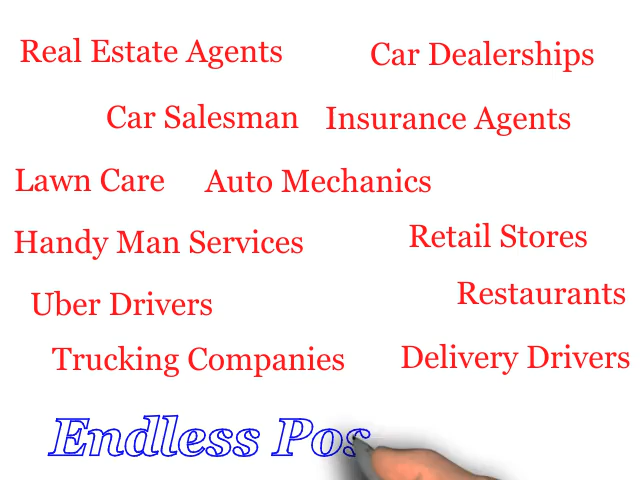 Real Estate Agents
Car Dealerships
Car Salesman
Insurance Agents
Lawn Care
Auto Mechanics
Handy Man Services
Retail Stores
Uber Drivers
Restaurants
Trucking Companies
Delivery Drivers
Endless Pos